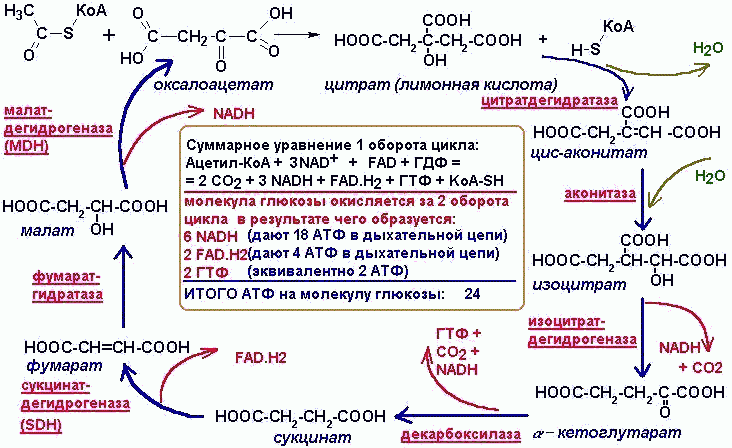 H₃C KoA
C–S
O
+
O
C
HO
CH₂–C–C
O
OH
O
оксалоацетат
COOH
HOOC–CH₂–C–CH₂–COOH
OH
цитрат (лимонная кислота)
+
KoA
H–S
H2O
цитратдегидратаза
COOH
HOOC–CH₂–C=CH–COOH
цис-аконитат
аконитаза
H2O
COOH
HOOC–CH₂–CH–CH–COOH
OH
изоцитрат
изоцитрат-
дегидрогеназа
NADH
+ CO2
HOOC–CH₂–CH₂–C–COOH
O
α – кетоглутарат
декарбоксилаза
ГТФ +
CO2 +
NADH
HOOC–CH₂–CH₂–COOH
сукцинат
FAD.H2
сукцинат-
дегидрогеназа
(SDH)
HOOC–CH=CH–COOH
фумарат
фумарат-
гидратаза
HOOC–CH₂–CH–COOH
OH
малат
малат-
дегидрогеназа
(MDH)
NADH
Суммарное уравнение 1 оборота цикла:
Ацетил-КоА + 3NAD+ + FAD + ГДФ =
= 2 CO2 + 3 NADH + FAD.H2 + ГТФ + KoA-SH
молекула глюкозы окисляется за 2 оборота
цикла в результате чего образуется:
6 NADH (дают 18 АТФ в дыхательной цепи)
2 FAD.H2 (дают 4 АТФ в дыхательной цепи)
2 ГТФ (эквивалентно 2 АТФ)
ИТОГО АТФ на молекулу глюкозы: 24